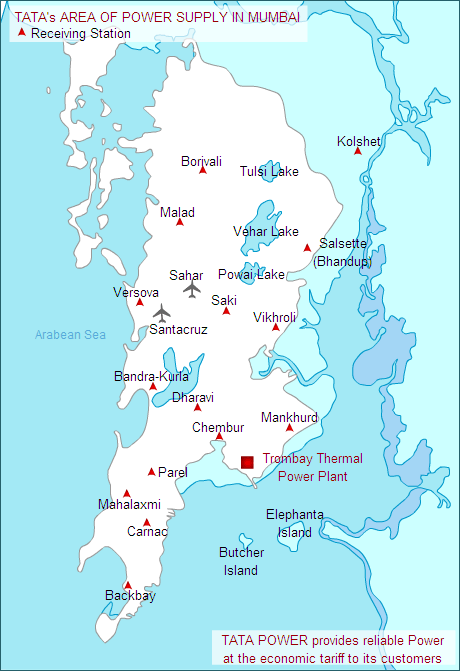 TATA's AREA OF POWER SUPPLY IN MUMBAI
Receiving Station
Kolshet
Borivali
Tulsi Lake
Malad
Vehar Lake
Salsette
(Bhandup)
Sahar
Powai Lake
Versova
Saki
Vikhroli
Santacruz
Arabean Sea
Bandra-Kurla
Dharavi
Mankhurd
Chembur
Trombay Thermal
Power Plant
Parel
Mahalaxmi
Carnac
Elephanta
Island
Butcher
Island
Backbay
TATA POWER provides reliable Power
at the economic tariff to its customers